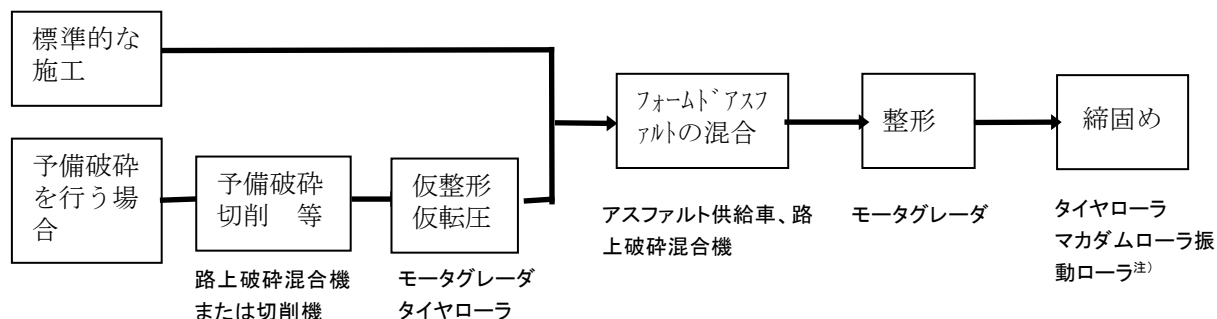 標準的な
施工
予備破砕
を行う場
合
予備破砕
切削　等
路上破砕混合機
または切削機
仮整形
仮転圧
モータグレーダ
タイヤローラ
フォームドアスフ
ァルトの混合
アスファルト供給車、路
上破砕混合機
整形
モータグレーダ
締固め
タイヤローラ
マカダムローラ振
動ローラ注）